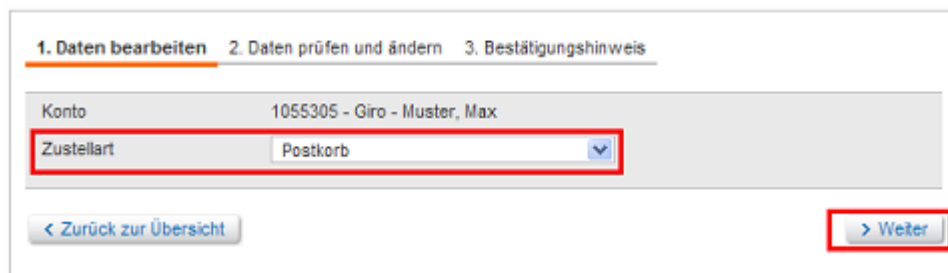 1. Daten bearbeiten 2. Daten prüfen und ändern 3. Bestätigungshinweis
Konto 1055305 - Giro - Muster, Max
Zustellart Postkorb
< Zurück zur Übersicht > Weiter